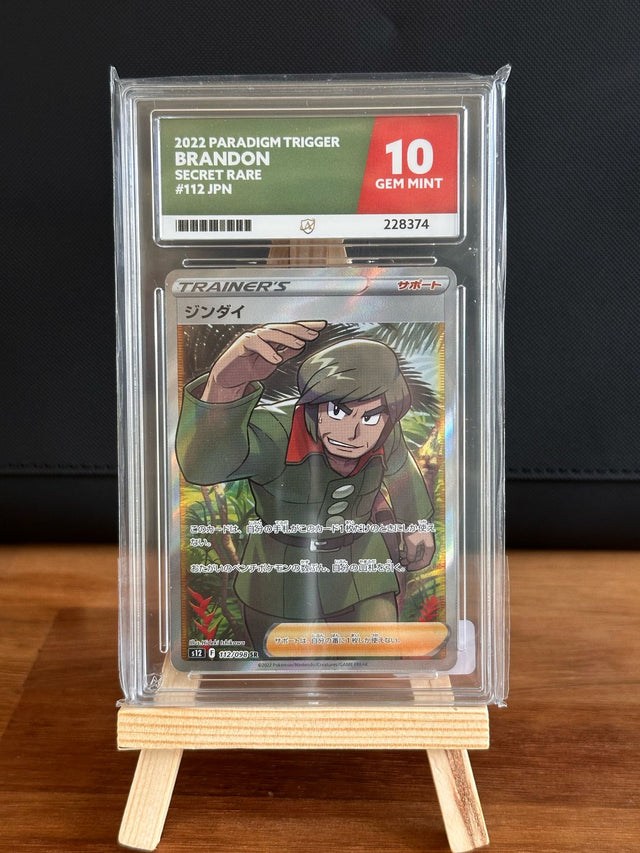 2022 PARADIGM TRIGGER
BRANDON
SECRET RARE
#112 JPN
10
GEM MINT
228374
TRAINER'S
サポート
ジンダイ
このカードは、自分の手札がこのカード1枚だけのときにしか使えない。
おたがいのベンチポケモンの数ぶん、自分の山札を引く。
Illus. Hideki Ishikawa
サポートは、自分の番に1枚しか使えない。
s12 F 112/098 SR
©2022 Pokémon/Nintendo/Creatures/GAME FREAK